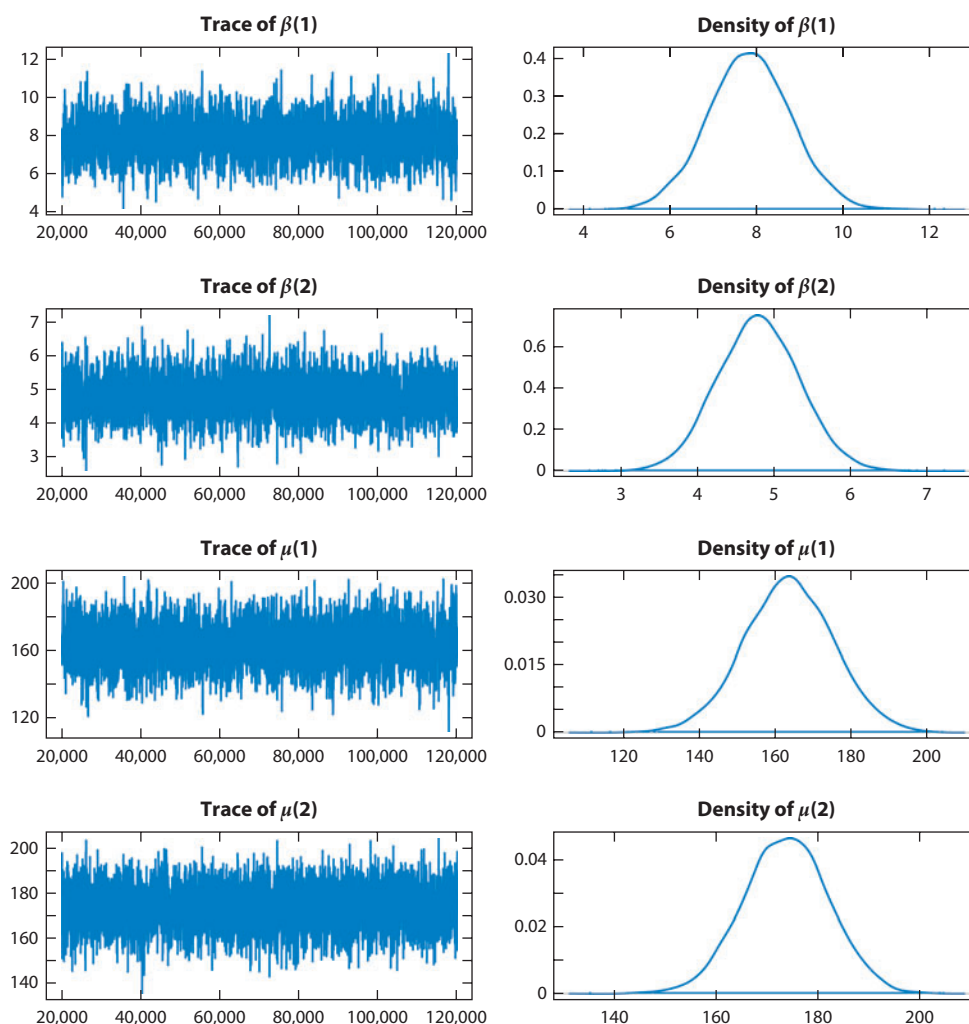 Trace of β(1)
12
10
8
6
4
20,000 40,000 60,000 80,000 100,000 120,000
Density of β(1)
0.4
0.3
0.2
0.1
0
4 6 8 10 12
Trace of β(2)
7
6
5
4
3
20,000 40,000 60,000 80,000 100,000 120,000
Density of β(2)
0.6
0.4
0.2
0
3 4 5 6 7
Trace of μ(1)
200
160
120
20,000 40,000 60,000 80,000 100,000 120,000
Density of μ(1)
0.030
0.015
0
120 140 160 180 200
Trace of μ(2)
200
180
160
140
20,000 40,000 60,000 80,000 100,000 120,000
Density of μ(2)
0.04
0.02
0
140 160 180 200